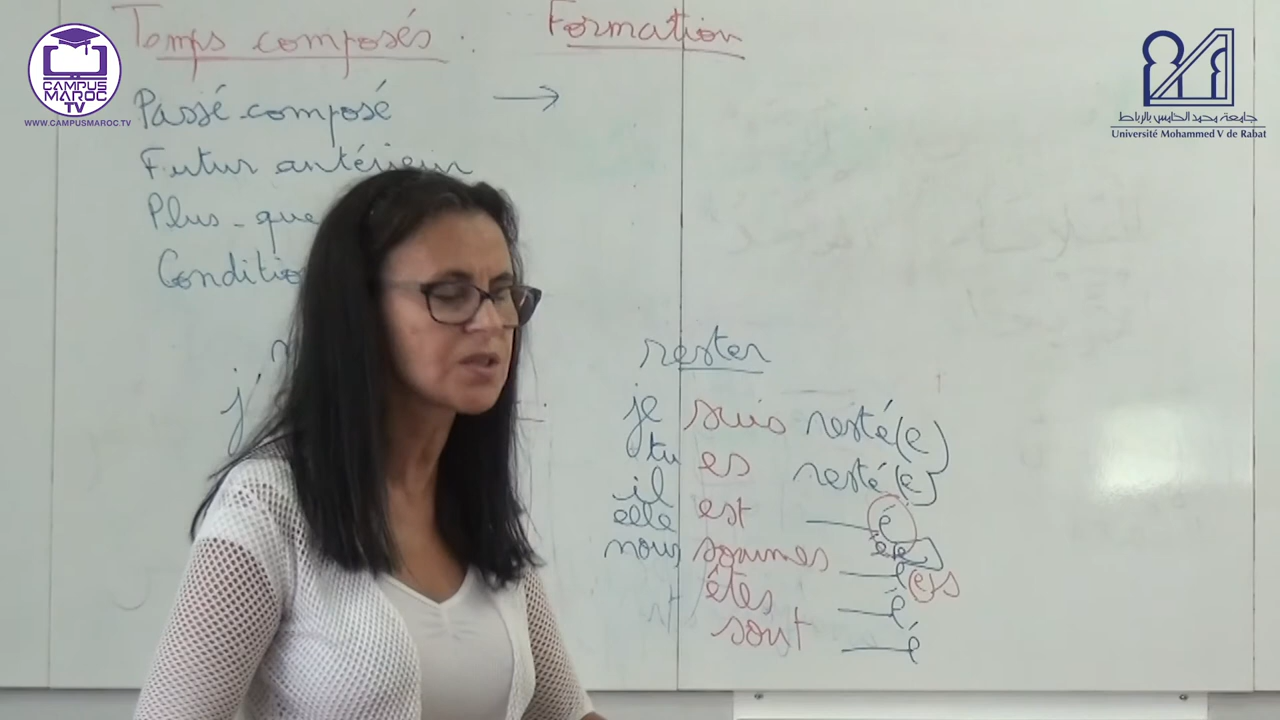 Temps composés :
Formation
Passé composé →
Futur antérieur
Plus-que
Conditio
j'
rester
je suis resté(e)
tu es resté(e)
il
elle est é
ée
nous sommes é(e)s
êtes é
sont é
CAMPUS
MAROC
TV
WWW.CAMPUSMAROC.TV
جامعة محمد الخامس بالرباط
Université Mohammed V de Rabat